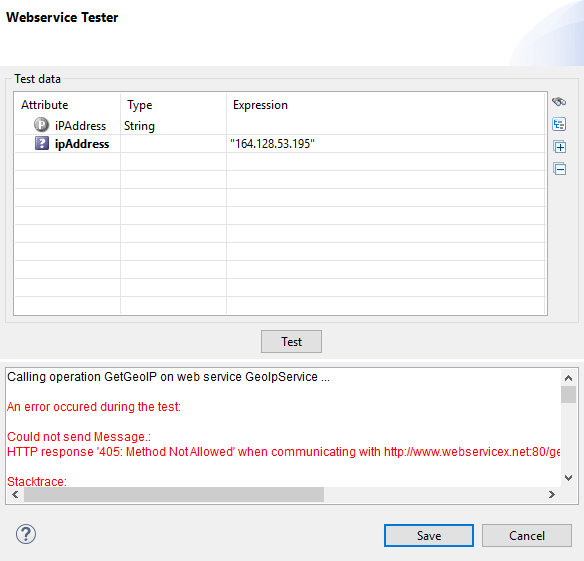 Webservice Tester
Test data
Attribute Type Expression
P iPAddress String
? ipAddress "164.128.53.195"
Test
Calling operation GetGeoIP on web service GeoIpService ...
An error occured during the test:
Could not send Message.:
HTTP response '405: Method Not Allowed' when communicating with http://www.webservicex.net:80/ge
Stacktrace:
? Save Cancel